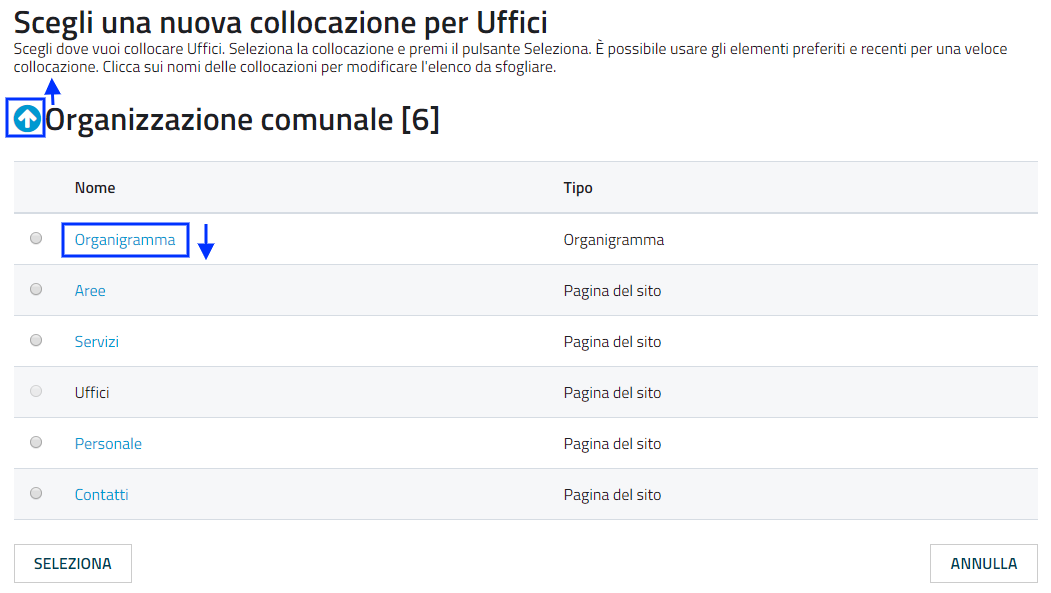 Scegli una nuova collocazione per Uffici
Scegli dove vuoi collocare Uffici. Seleziona la collocazione e premi il pulsante Seleziona. È possibile usare gli elementi preferiti e recenti per una veloce
collocazione. Clicca sui nomi delle collocazioni per modificare l'elenco da sfogliare.
Organizzazione comunale [6]
Nome Tipo
Organigramma Organigramma
Aree Pagina del sito
Servizi Pagina del sito
Uffici Pagina del sito
Personale Pagina del sito
Contatti Pagina del sito
SELEZIONA ANNULLA